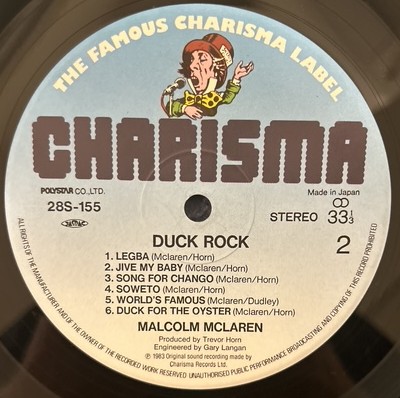 THE FAMOUS CHARISMA LABEL
CHARISMA
POLYSTAR CO., LTD.
28S-155
Made in Japan
STEREO 33 1/3
2
DUCK ROCK
1. LEGBA (Mclaren/Horn)
2. JIVE MY BABY (Mclaren/Horn)
3. SONG FOR CHANGO (Mclaren/Horn)
4. SOWETO (Mclaren/Horn)
5. WORLD'S FAMOUS (Mclaren/Dudley)
6. DUCK FOR THE OYSTER (Mclaren/Horn)
MALCOLM MCLAREN
Produced by Trevor Horn
Engineered by Gary Langan
℗ 1983 Original sound recording made by
Charisma Records Ltd.
ALL RIGHTS OF THE MANUFACTURER AND OF THE OWNER OF THE RECORDED WORK RESERVED UNAUTHORISED PUBLIC PERFORMANCE BROADCASTING AND COPYING OF THIS RECORD PROHIBITED